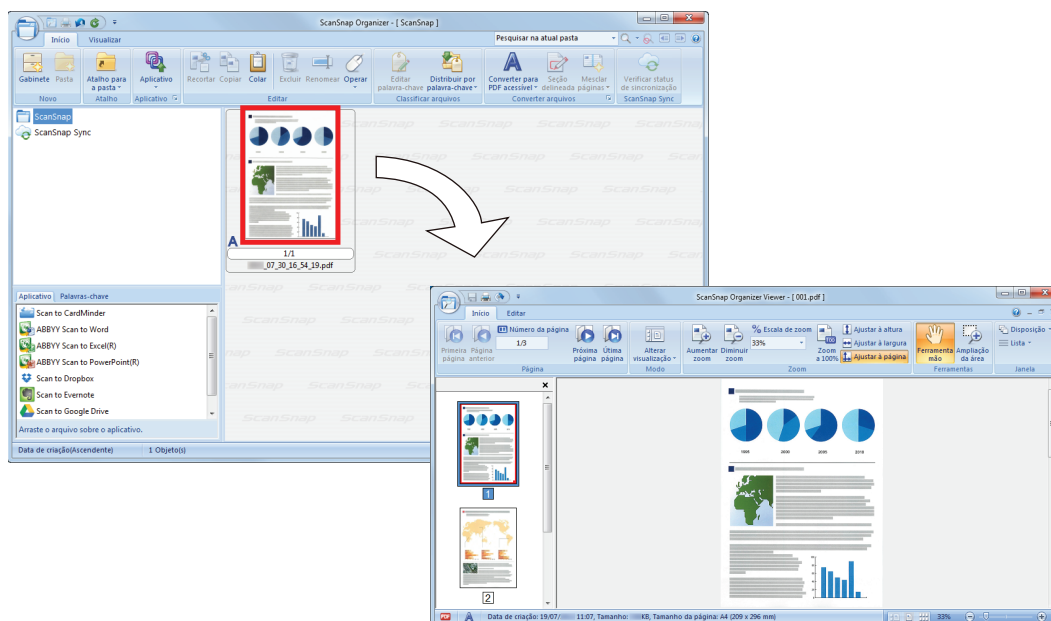 ScanSnap Organizer - [ ScanSnap ]
Início Visualizar
Pesquisar na atual pasta
Gabinete Pasta Atalho para a pasta Aplicativo Recortar Copiar Colar Excluir Renomear Operar Editar palavra-chave Distribuir por palavra-chave Converter para PDF acessível Seção delineada Mesclar páginas Verificar status de sincronização
Novo Atalho Aplicativo Editar Classificar arquivos Converter arquivos ScanSnap Sync
ScanSnap
ScanSnap Sync
A
1/1
_07_30_16_54_19.pdf
Aplicativo Palavras-chave
Scan to CardMinder
ABBYY Scan to Word
ABBYY Scan to Excel(R)
ABBYY Scan to PowerPoint(R)
Scan to Dropbox
Scan to Evernote
Scan to Google Drive
Arraste o arquivo sobre o aplicativo.
Data de criação(Ascendente) 1 Objeto(s)
ScanSnap Organizer Viewer - [ 001.pdf ]
Início Editar
Primeira página Página anterior Número da página 1/3 Próxima página Útima página Alterar visualização Aumentar zoom Diminuir zoom % Escala de zoom 33% Zoom a 100% Ajustar à altura Ajustar à largura Ajustar à página Ferramenta mão Ampliação da área Disposição Lista
Página Modo Zoom Ferramentas Janela
1
2
1995 2000 2005 2010
Data de criação: 19/07/ 11:07, Tamanho: KB, Tamanho da página: A4 (209 x 296 mm) 33%